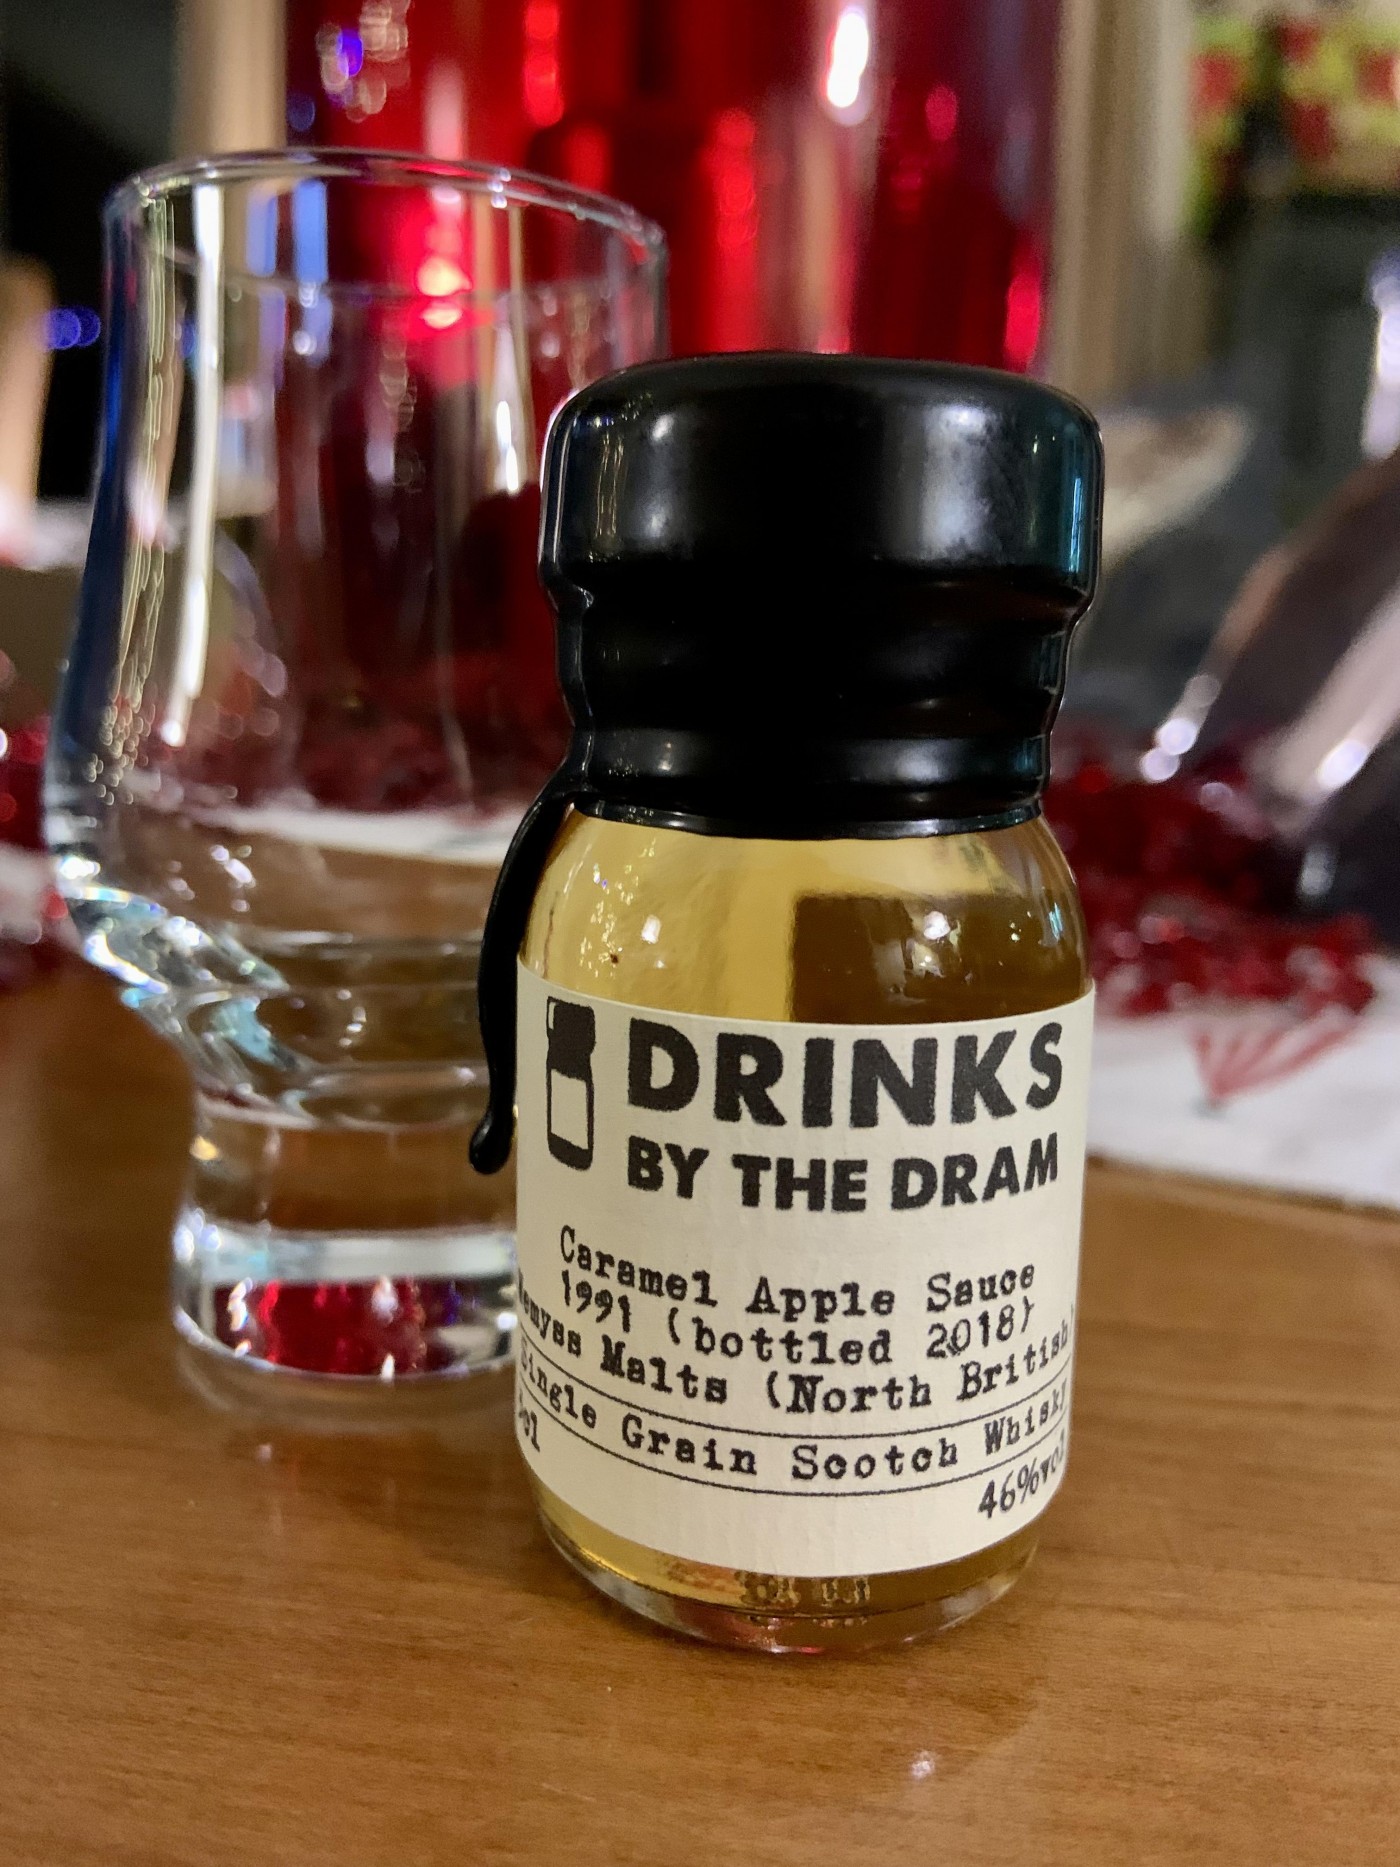 DRINKS
BY THE DRAM
Caramel Apple Sauce
1991 (bottled 2018)
Malts (North British
Single Grain Scotch Whisky
46%vol